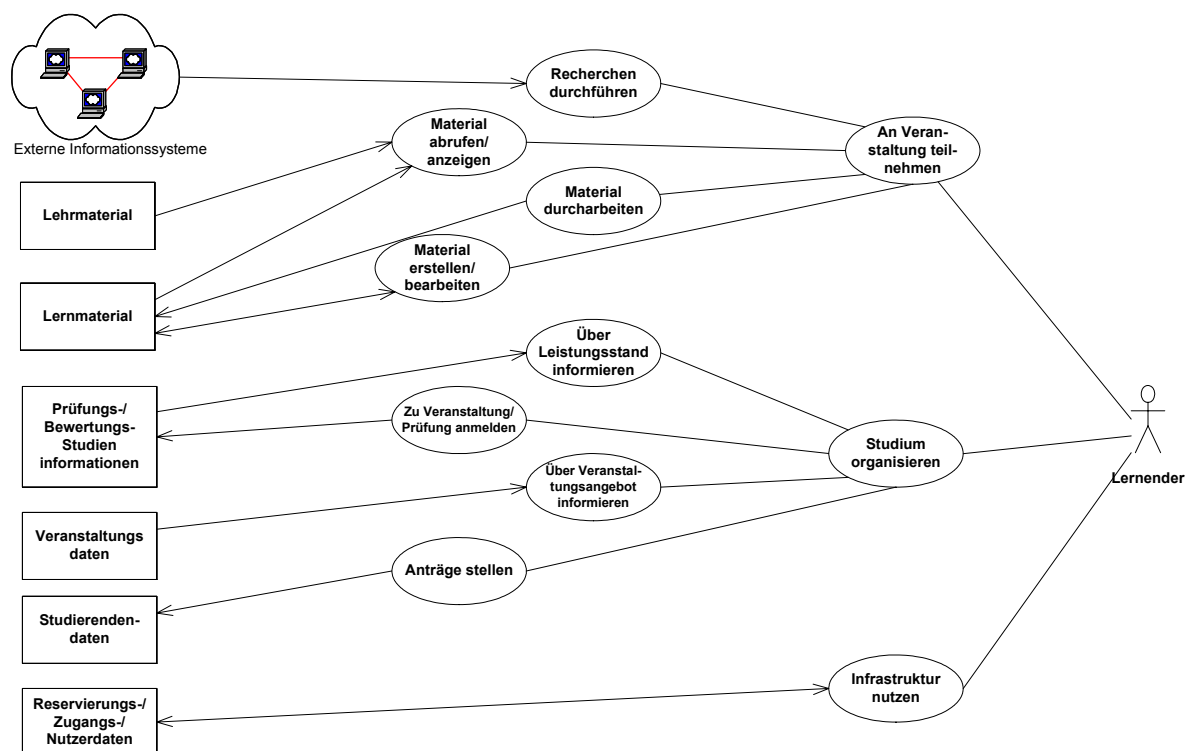 Externe Informationssysteme
Lehrmaterial
Lernmaterial
Prüfungs-/
Bewertungs-
Studien
informationen
Veranstaltungs
daten
Studierenden-
daten
Reservierungs-/
Zugangs-/
Nutzerdaten
Recherchen
durchführen
Material
abrufen/
anzeigen
Material
durcharbeiten
Material
erstellen/
bearbeiten
Über
Leistungsstand
informieren
Zu Veranstaltung/
Prüfung anmelden
Über Veranstal-
tungsangebot
informieren
Anträge stellen
An Veran-
staltung teil-
nehmen
Studium
organisieren
Infrastruktur
nutzen
Lernender